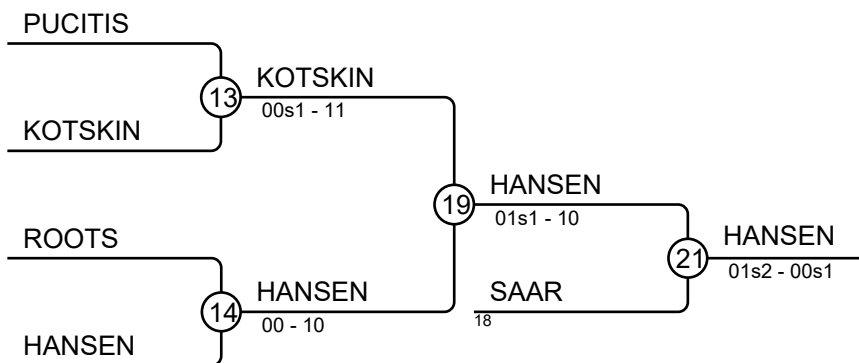 PUCITIS
13
KOTSKIN
00s1 - 11
KOTSKIN
19
HANSEN
01s1 - 10
ROOTS
14
HANSEN
00 - 10
HANSEN
SAAR
18
21
HANSEN
01s2 - 00s1